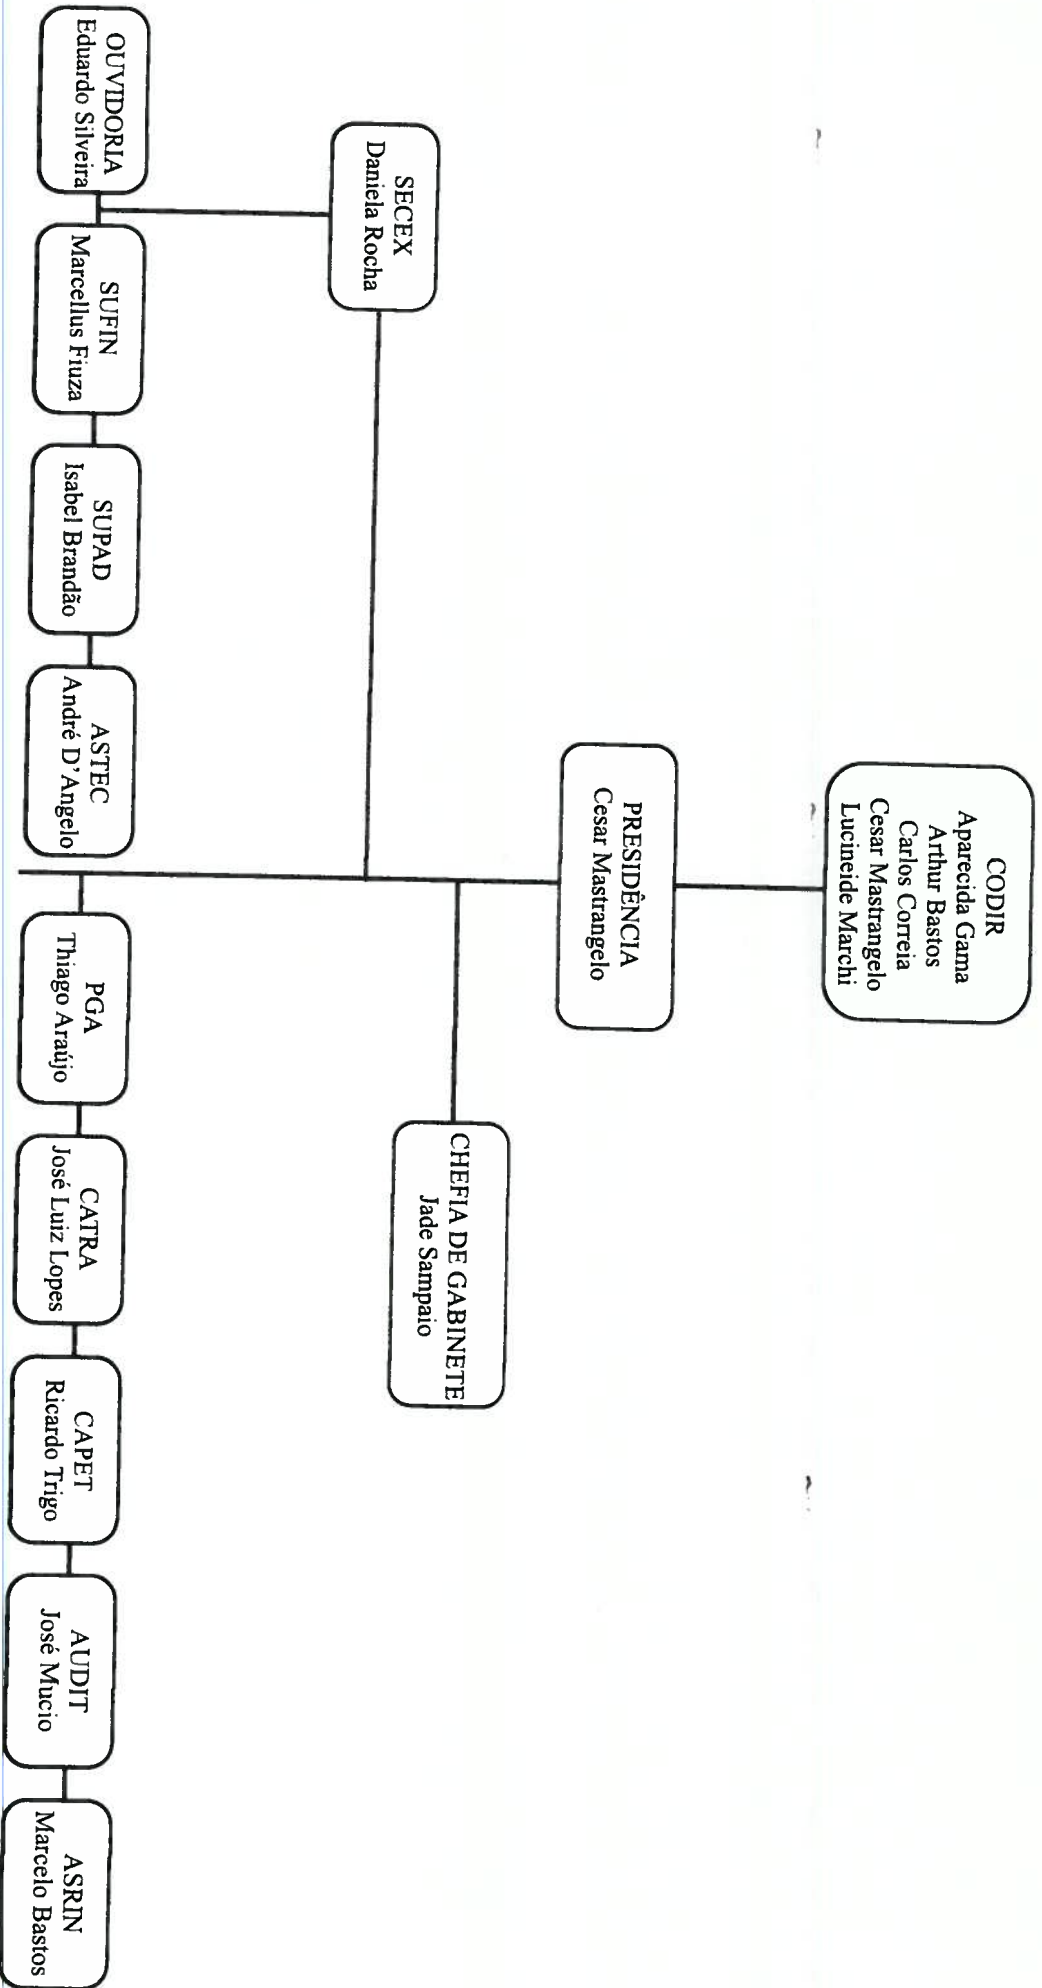 CODIR
Aparecida Gama
Arthur Bastos
Carlos Correia
Cesar Mastrangelo
Lucineide Marchi
PRESIDÊNCIA
Cesar Mastrangelo
CHEFIA DE GABINETE
Jade Sampaio
SECEX
Daniela Rocha
OUVIDORIA
Eduardo Silveira
SUFIN
Marcellus Fiuza
SUPAD
Isabel Brandão
ASTEC
André D'Angelo
PGA
Thiago Araújo
CATRA
José Luiz Lopes
CAPET
Ricardo Trigo
AUDIT
José Mucio
ASRIN
Marcelo Bastos